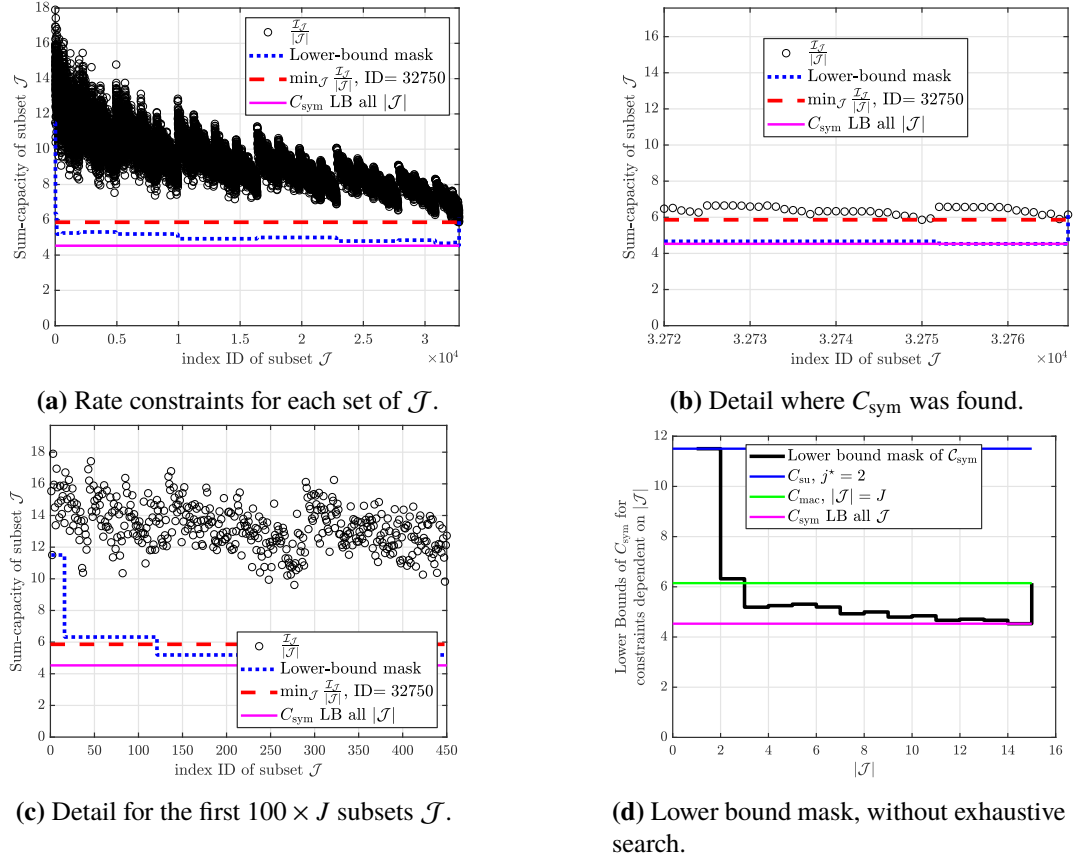 18
16
14
12
10
8
6
4
2
0
Sum-capacity of subset 𝒥
0 0.5 1 1.5 2 2.5 3
index ID of subset 𝒥 ×10⁴
ℐ_𝒥/|𝒥|
Lower-bound mask
min_𝒥 ℐ_𝒥/|𝒥|, ID= 32750
C_sym LB all |𝒥|
(a) Rate constraints for each set of 𝒥.
16
14
12
10
8
6
4
2
0
Sum-capacity of subset 𝒥
3.272 3.273 3.274 3.275 3.276
index ID of subset 𝒥 ×10⁴
ℐ_𝒥/|𝒥|
Lower-bound mask
min_𝒥 ℐ_𝒥/|𝒥|, ID= 32750
C_sym LB all |𝒥|
(b) Detail where C_sym was found.
18
16
14
12
10
8
6
4
2
0
Sum-capacity of subset 𝒥
0 50 100 150 200 250 300 350 400 450
index ID of subset 𝒥
ℐ_𝒥/|𝒥|
Lower-bound mask
min_𝒥 ℐ_𝒥/|𝒥|, ID= 32750
C_sym LB all |𝒥|
(c) Detail for the first 100 × J subsets 𝒥.
12
10
8
6
4
2
0
Lower Bounds of C_sym for
constraints dependent on |𝒥|
0 2 4 6 8 10 12 14 16
|𝒥|
Lower bound mask of 𝒞_sym
C_su, j⋆ = 2
C_mac, |𝒥| = J
C_sym LB all 𝒥
(d) Lower bound mask, without exhaustive
search.